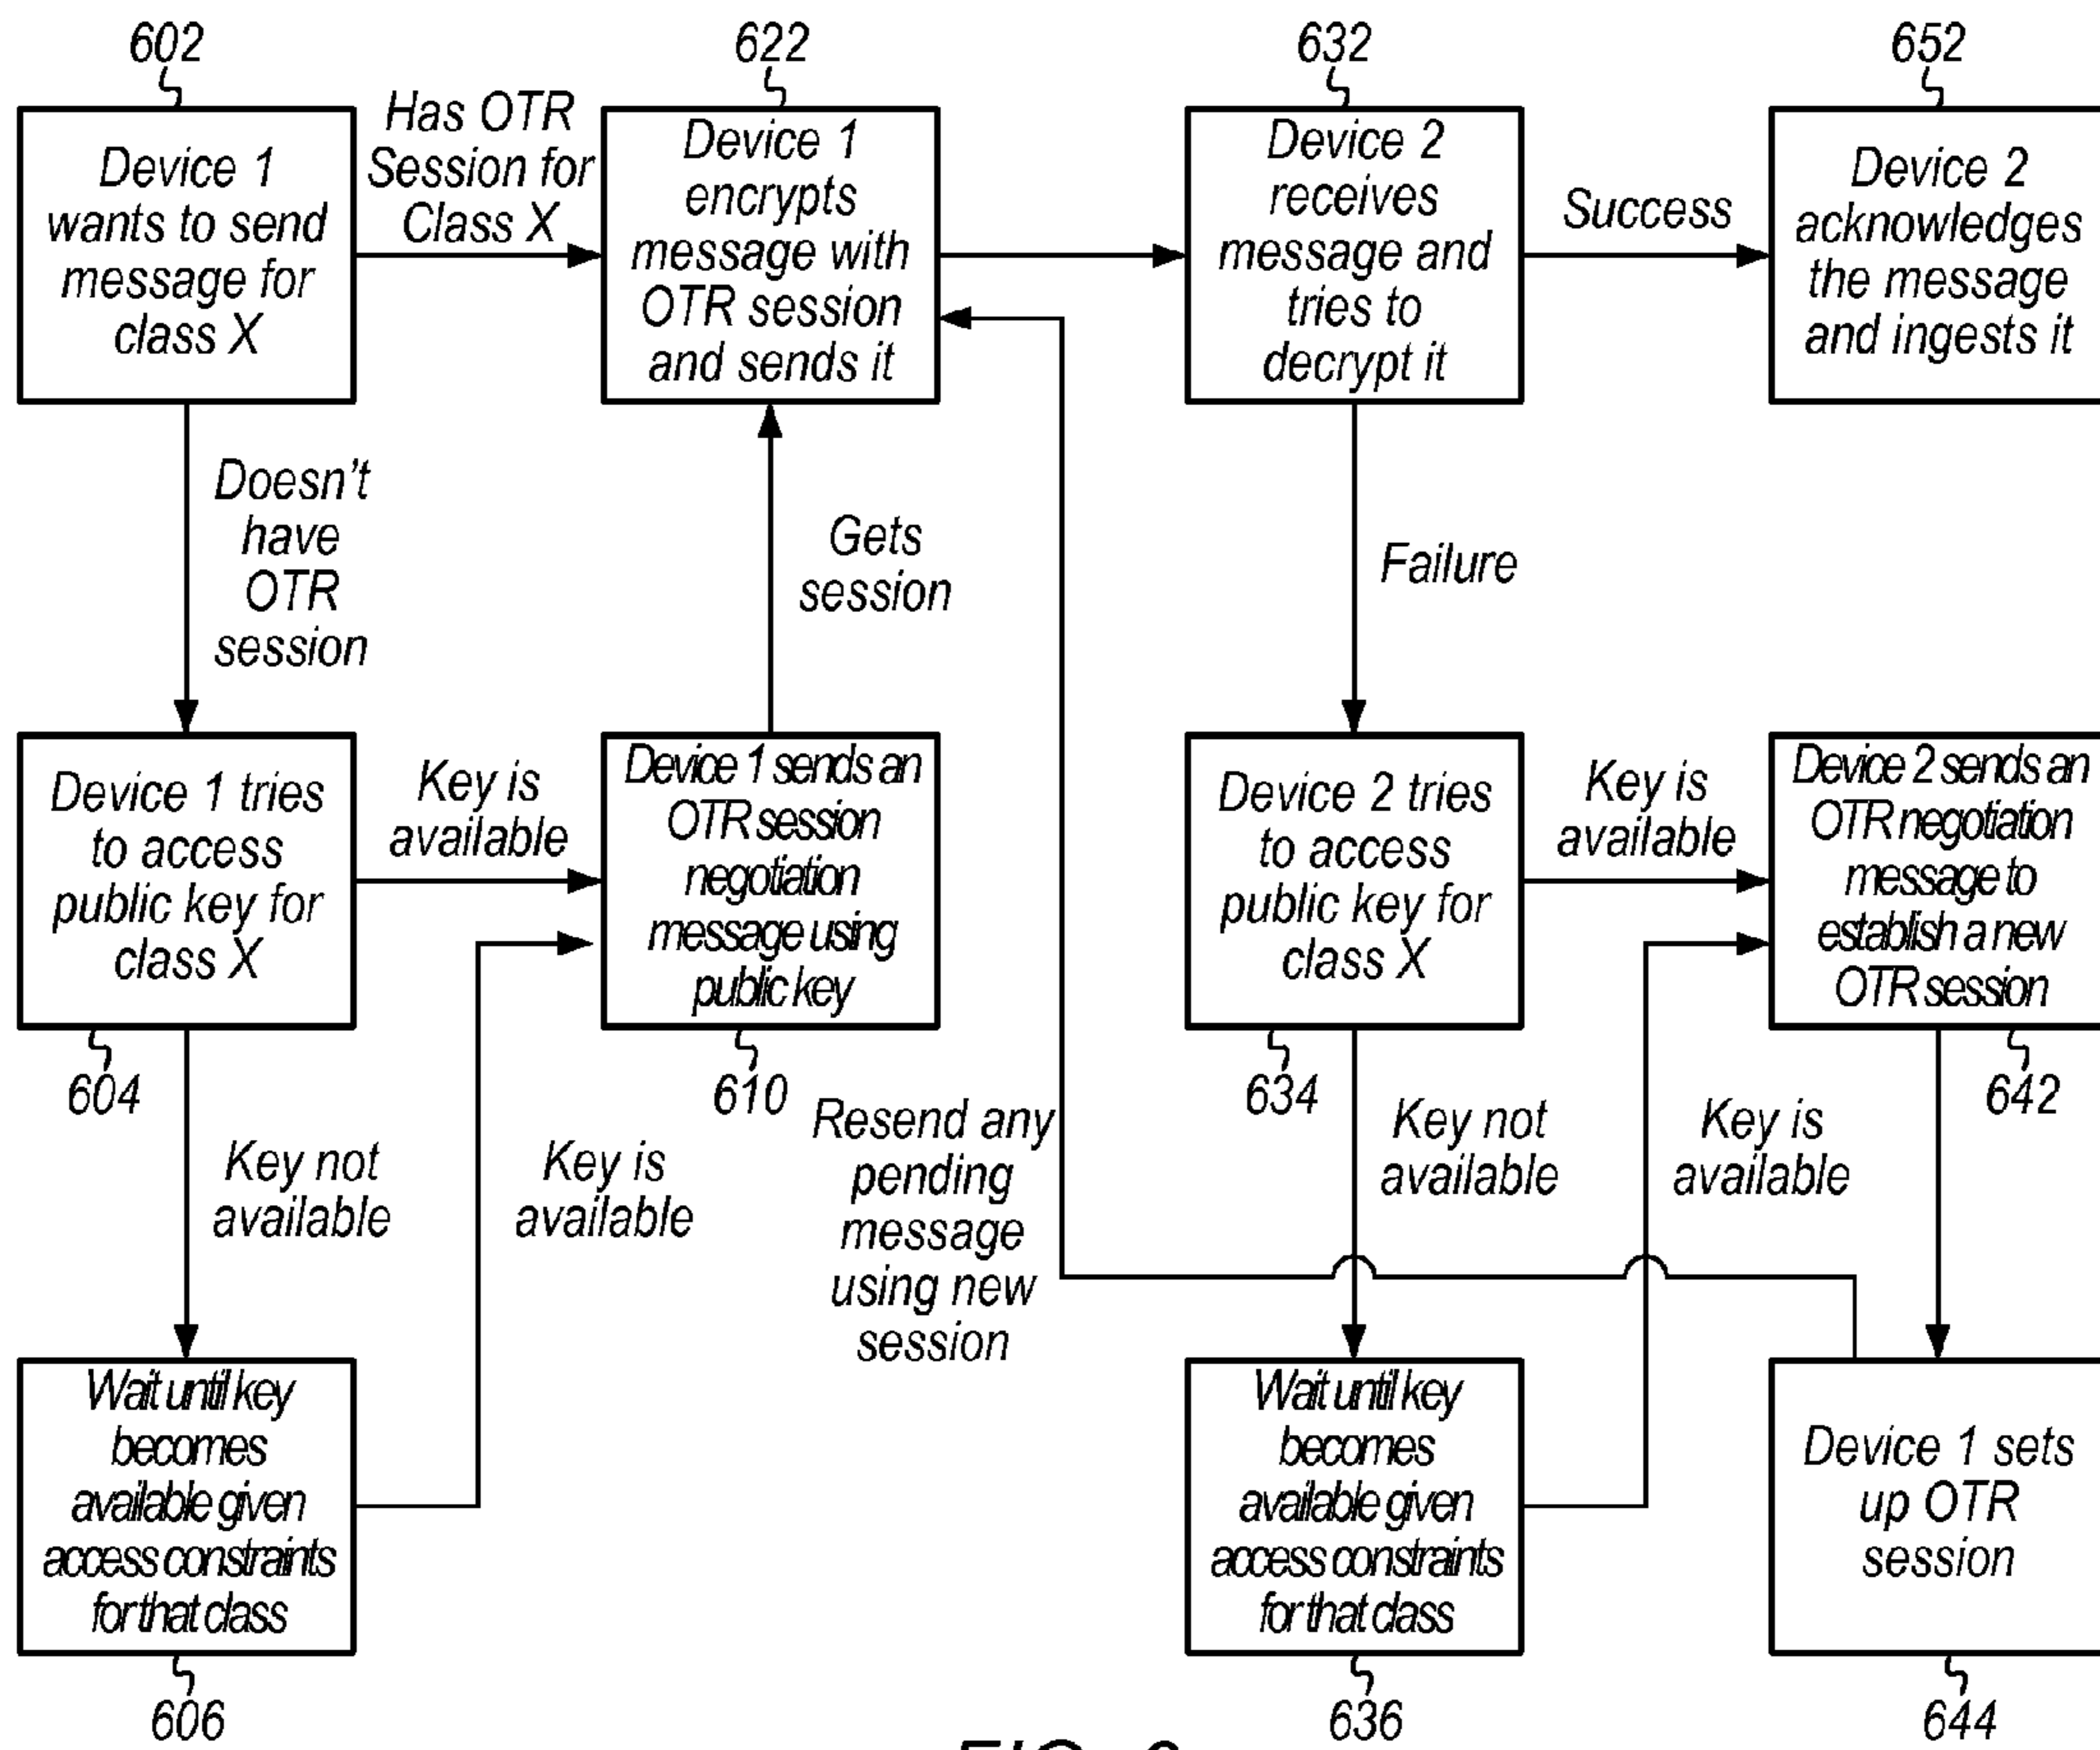 602
622
632
652
Device 1
wants to send
message for
class X
Has OTR
Session for
Class X
Device 1
encrypts
message with
OTR session
and sends it
Device 2
receives
message and
tries to
decrypt it
Success
Device 2
acknowledges
the message
and ingests it
Doesn't
have
OTR
session
Gets
session
Failure
Device 1 tries
to access
public key for
class X
Key is
available
Device 1 sends an
OTR session
negotiation
message using
public key
Device 2 tries
to access
public key for
class X
Key is
available
Device 2 sends an
OTR negotiation
message to
establish a new
OTR session
604
610
634
642
Key not
available
Key is
available
Resend any
pending
message
using new
session
Key not
available
Key is
available
Wait until key
becomes
available given
access constraints
for that class
Wait until key
becomes
available given
access constraints
for that class
Device 1 sets
up OTR
session
606
636
644